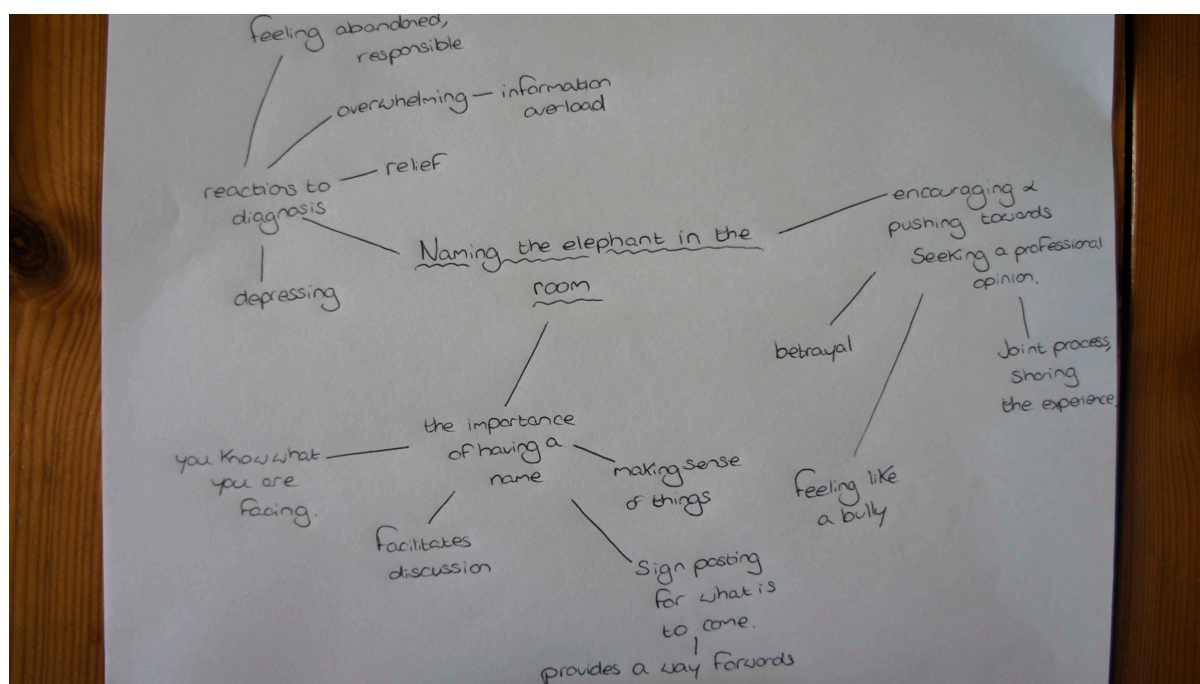 feeling abandoned,
responsible
overwhelming – information
overload
relief
reactions to
diagnosis
depressing
Naming the elephant in the
room
encouraging &
pushing towards
Seeking a professional
opinion.
betrayal
Joint process,
sharing
the experience
feeling like
a bully
the importance
of having a
name
you know what
you are
facing.
facilitates
discussion
making sense
of things
Sign posting
for what is
to come.
provides a way forwards